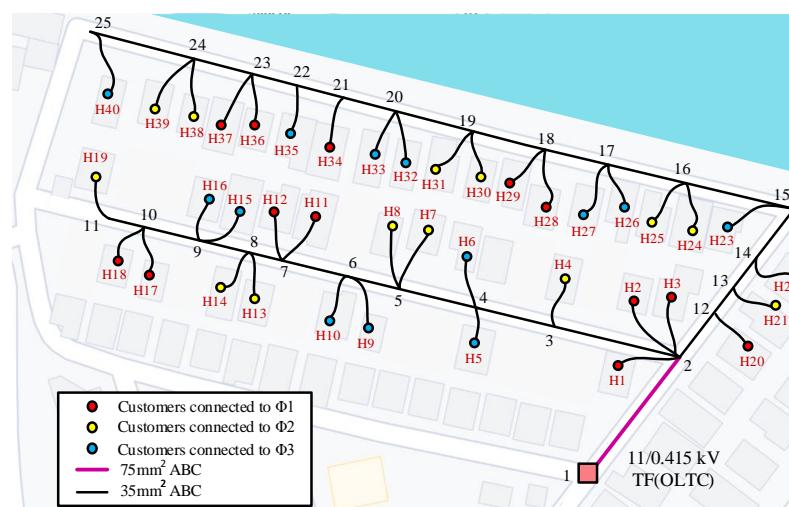 25
24
23
22
21
20
19
18
17
16
15
H40
H39
H38
H37
H36
H35
H34
H33
H32
H31
H30
H29
H28
H27
H26
H25
H24
H23
H19
H16
H15
H12
H11
H8
H7
H6
H4
H2
H3
14
13
12
H2
H21
H20
11
10
9
8
7
6
5
4
3
2
H18
H17
H14
H13
H10
H9
H5
H1
Customers connected to Φ1
Customers connected to Φ2
Customers connected to Φ3
75mm² ABC
35mm² ABC
1
11/0.415 kV
TF(OLTC)